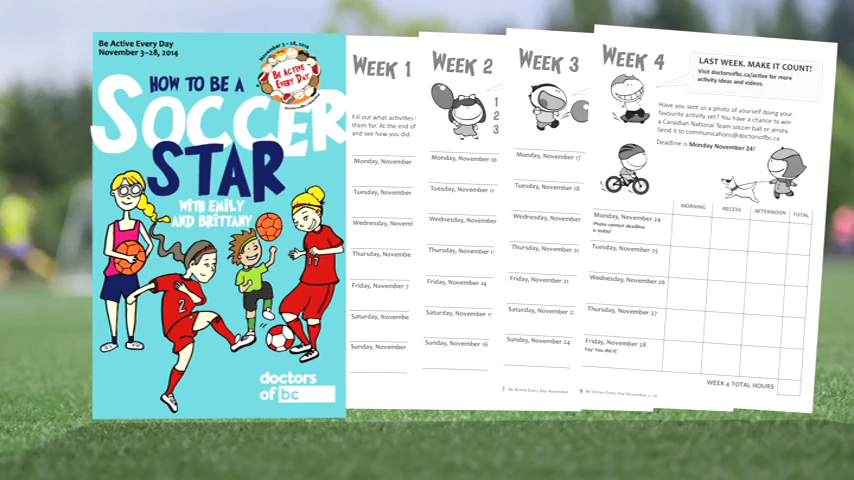 Be Active Every Day
November 3–28, 2014
November 3 – 28, 2014
Be Active
Every Day
HOW TO BE A
SOCCER
STAR
WITH EMILY
AND BRITTANY
17
2
doctors
of bc
WEEK 1
Fill out what activities
for them. At the end of
and see how you did.
Monday, November
Tuesday, November
Wednesday, Novem
Thursday, Novembe
Friday, November 7
Saturday, Novembe
Sunday, November
WEEK 2
1
2
3
Monday, November 10
Tuesday, November 11
Wednesday, November
Thursday, November 1
Friday, November 14
Saturday, November 1
Sunday, November 16
WEEK 3
Monday, November 17
Tuesday, November 18
Wednesday, November
Thursday, November 20
Friday, November 21
Saturday, November 2
Sunday, November 24
7 Be Active Every Day November
WEEK 4
LAST WEEK. MAKE IT COUNT!
Visit doctorsofbc.ca/active for more
activity ideas and videos.
Have you sent us a photo of yourself doing your
favourite activity yet? You have a chance to win
a Canadian National Team soccer ball or jersey.
Send it to communications@doctorsofbc.ca
Deadline is Monday November 24!
MORNING RECESS AFTERNOON TOTAL
Monday, November 24
Photo contest deadline
is today!
Tuesday, November 25
Wednesday, November 26
Thursday, November 27
Friday, November 28
Yay! You did it!
WEEK 4 TOTAL HOURS
9 Be Active Every Day November 3–28